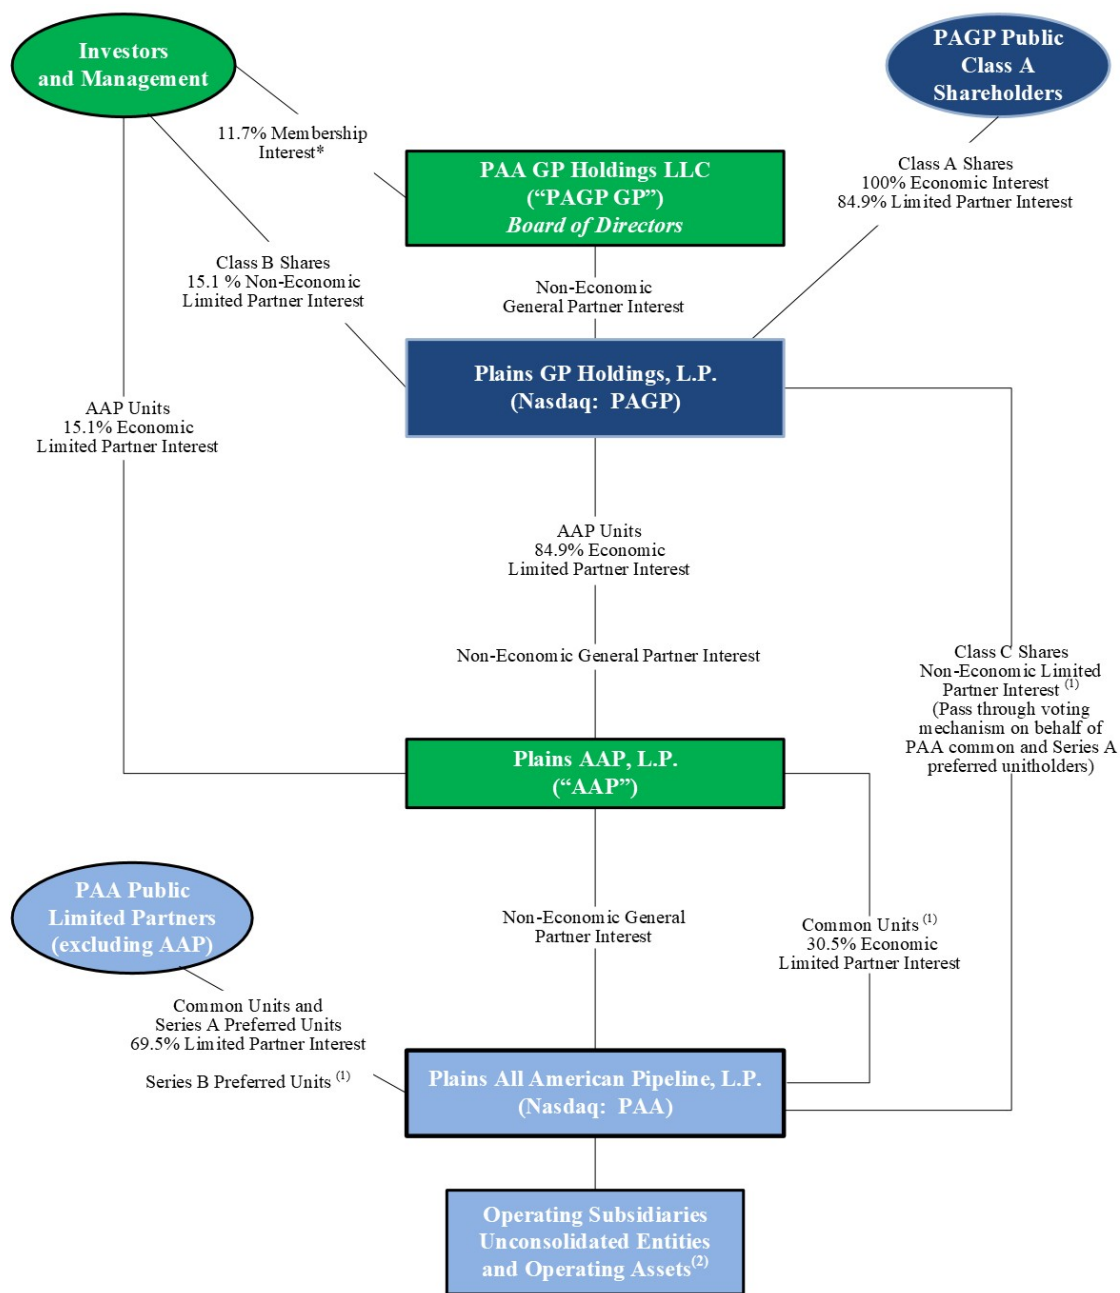 Investors
and Management
PAGP Public
Class A
Shareholders
11.7% Membership
Interest*
PAA GP Holdings LLC
(“PAGP GP”)
Board of Directors
Class A Shares
100% Economic Interest
84.9% Limited Partner Interest
Class B Shares
15.1 % Non-Economic
Limited Partner Interest
Non-Economic
General Partner Interest
Plains GP Holdings, L.P.
(Nasdaq: PAGP)
AAP Units
15.1% Economic
Limited Partner Interest
AAP Units
84.9% Economic
Limited Partner Interest
Non-Economic General Partner Interest
Class C Shares
Non-Economic Limited
Partner Interest (1)
(Pass through voting
mechanism on behalf of
PAA common and Series A
preferred unitholders)
Plains AAP, L.P.
(“AAP”)
PAA Public
Limited Partners
(excluding AAP)
Non-Economic General
Partner Interest
Common Units (1)
30.5% Economic
Limited Partner Interest
Common Units and
Series A Preferred Units
69.5% Limited Partner Interest
Series B Preferred Units (1)
Plains All American Pipeline, L.P.
(Nasdaq: PAA)
Operating Subsidiaries
Unconsolidated Entities
and Operating Assets(2)